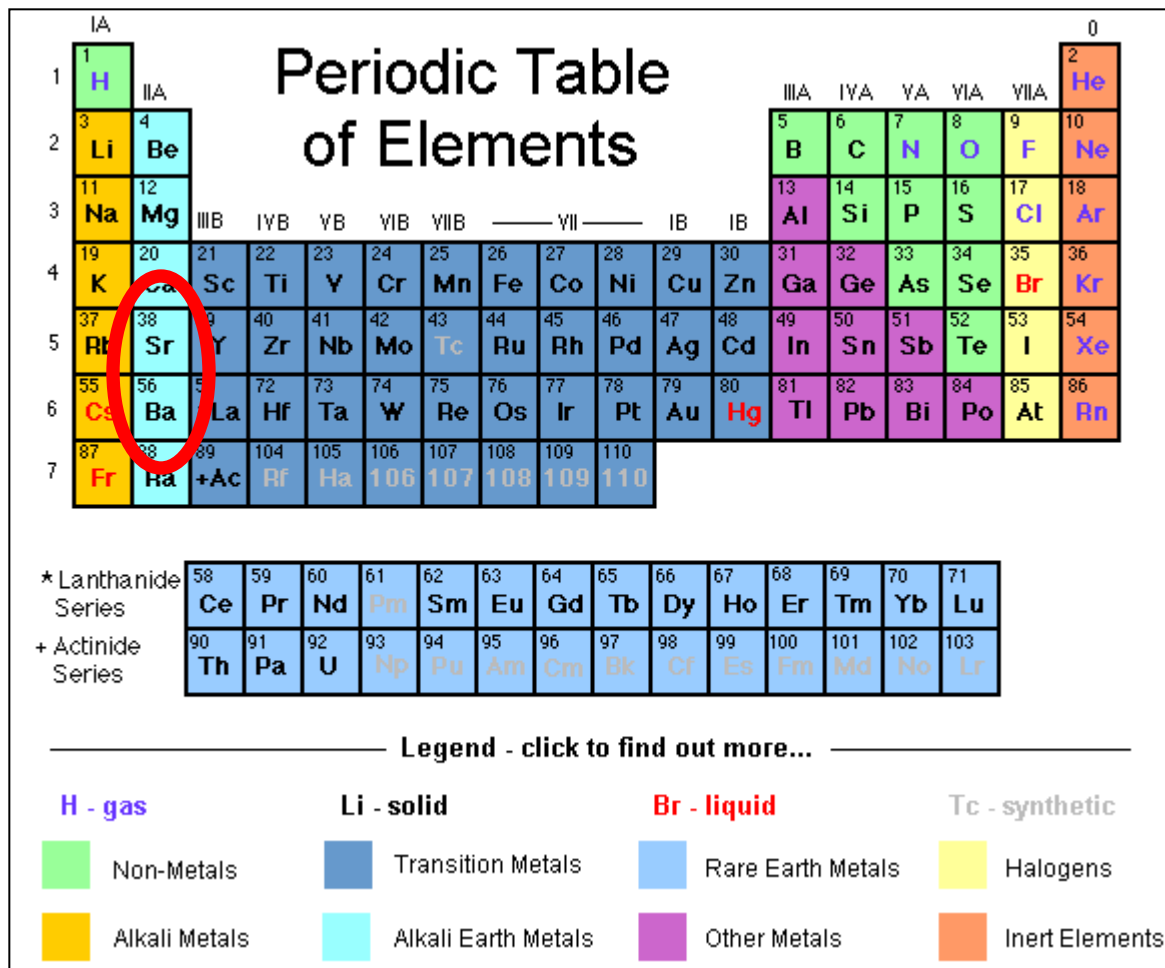 IA 0
1 1 H Periodic Table 2 He
IIA IIIA IVA VA VIA VIIA
2 3 Li 4 Be of Elements 5 B 6 C 7 N 8 O 9 F 10 Ne
3 11 Na 12 Mg IIIB IVB VB VIB VIIB VII IB IB 13 Al 14 Si 15 P 16 S 17 Cl 18 Ar
4 19 K 20 Ca 21 Sc 22 Ti 23 V 24 Cr 25 Mn 26 Fe 27 Co 28 Ni 29 Cu 30 Zn 31 Ga 32 Ge 33 As 34 Se 35 Br 36 Kr
5 37 Rb 38 Sr 39 Y 40 Zr 41 Nb 42 Mo 43 Tc 44 Ru 45 Rh 46 Pd 47 Ag 48 Cd 49 In 50 Sn 51 Sb 52 Te 53 I 54 Xe
6 55 Cs 56 Ba La 72 Hf 73 Ta 74 W 75 Re 76 Os 77 Ir 78 Pt 79 Au 80 Hg 81 Tl 82 Pb 83 Bi 84 Po 85 At 86 Rn
7 87 Fr 88 Ra 89 +Ac 104 Rf 105 Ha 106 106 107 107 108 108 109 109 110 110
* Lanthanide Series 58 Ce 59 Pr 60 Nd 61 Pm 62 Sm 63 Eu 64 Gd 65 Tb 66 Dy 67 Ho 68 Er 69 Tm 70 Yb 71 Lu
+ Actinide Series 90 Th 91 Pa 92 U 93 Np 94 Pu 95 Am 96 Cm 97 Bk 98 Cf 99 Es 100 Fm 101 Md 102 No 103 Lr
Legend - click to find out more...
H - gas Li - solid Br - liquid Tc - synthetic
Non-Metals Transition Metals Rare Earth Metals Halogens
Alkali Metals Alkali Earth Metals Other Metals Inert Elements